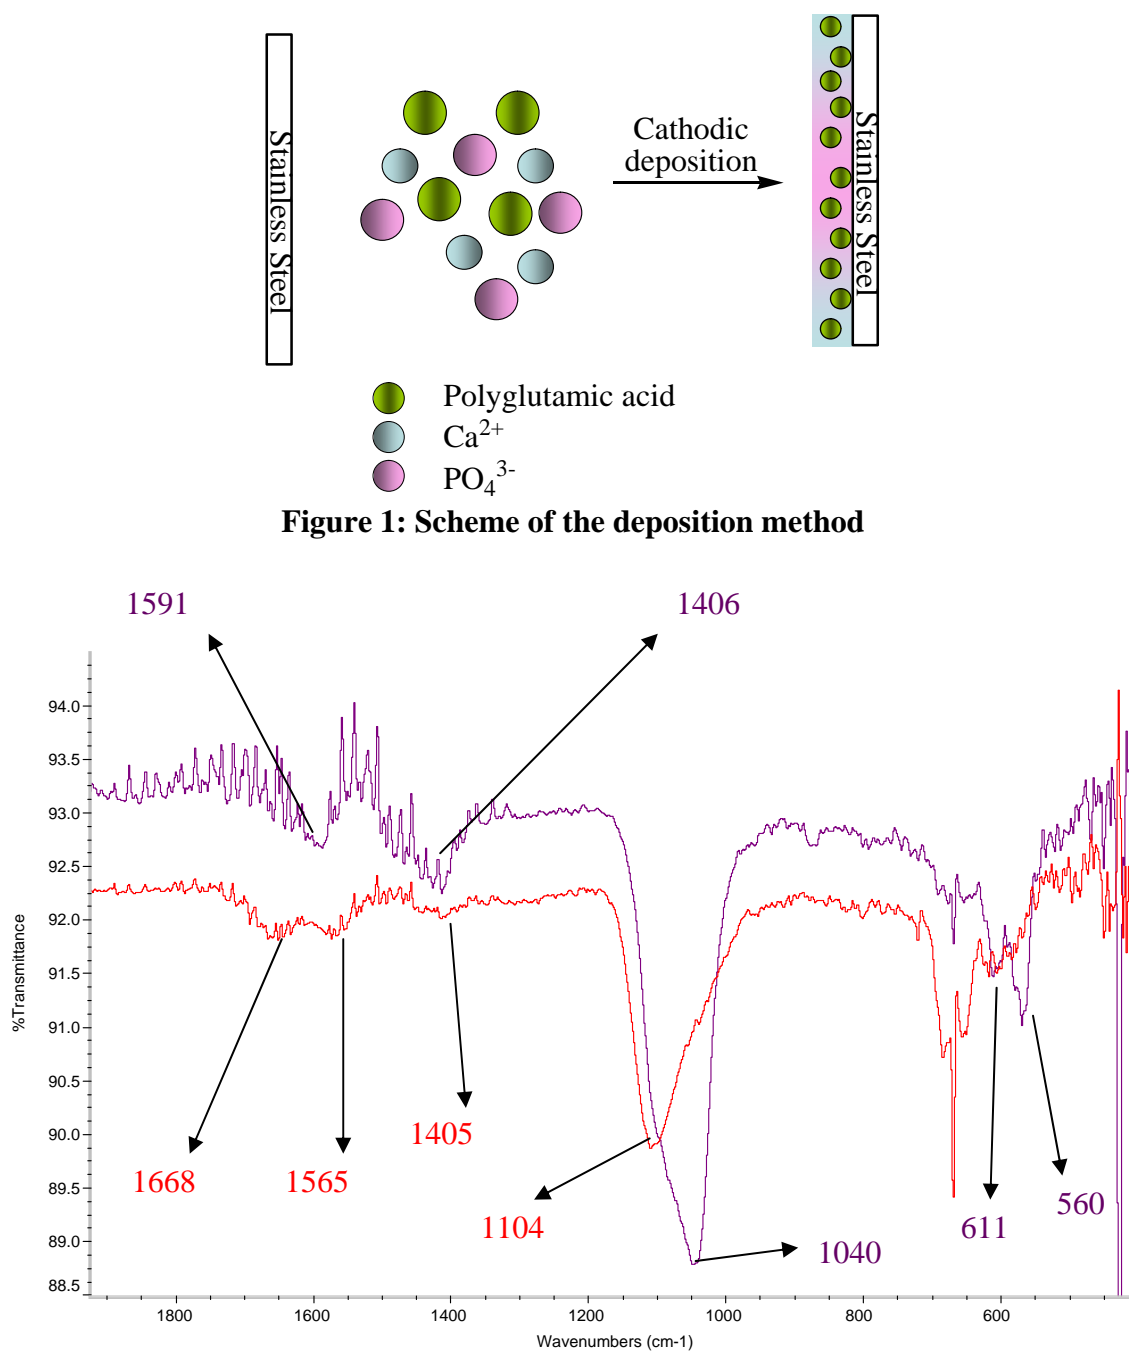 Stainless Steel
Cathodic
deposition
Stainless Steel
Polyglutamic acid
Ca2+
PO43-
Figure 1: Scheme of the deposition method
1591
1406
94.0
93.5
93.0
92.5
92.0
91.5
91.0
90.5
90.0
89.5
89.0
88.5
%Transmittance
1405
1668
1565
1104
1040
611
560
1800
1600
1400
1200
1000
800
600
Wavenumbers (cm-1)